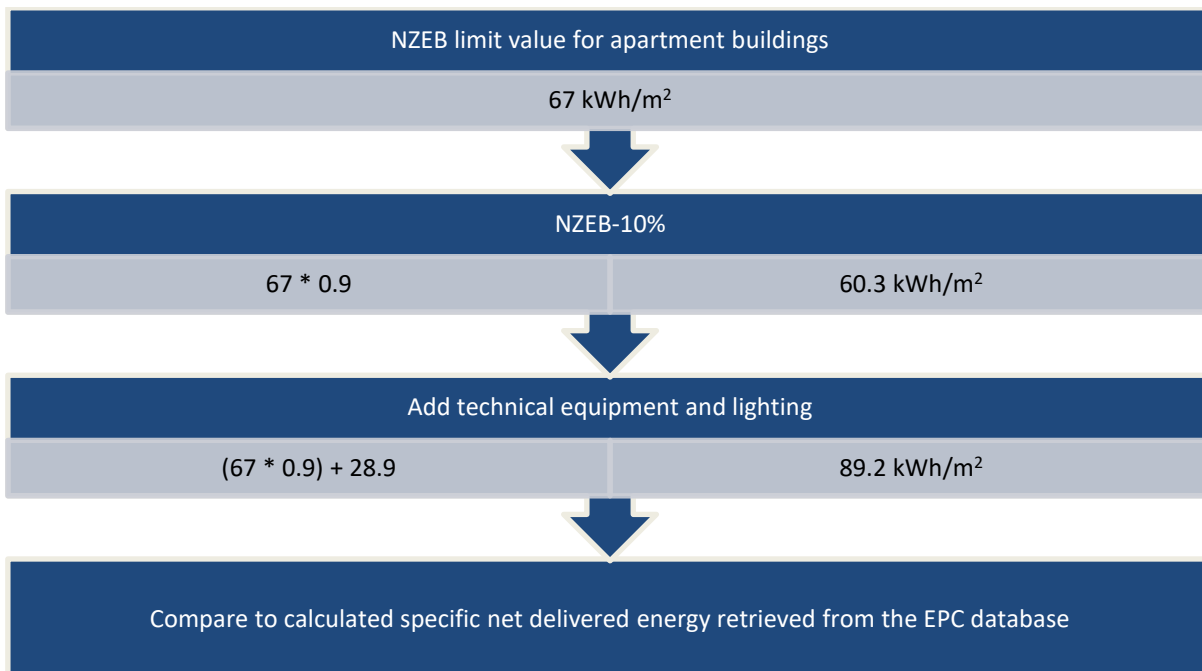 NZEB limit value for apartment buildings
67 kWh/m²
NZEB-10%
67 * 0.9
60.3 kWh/m²
Add technical equipment and lighting
(67 * 0.9) + 28.9
89.2 kWh/m²
Compare to calculated specific net delivered energy retrieved from the EPC database